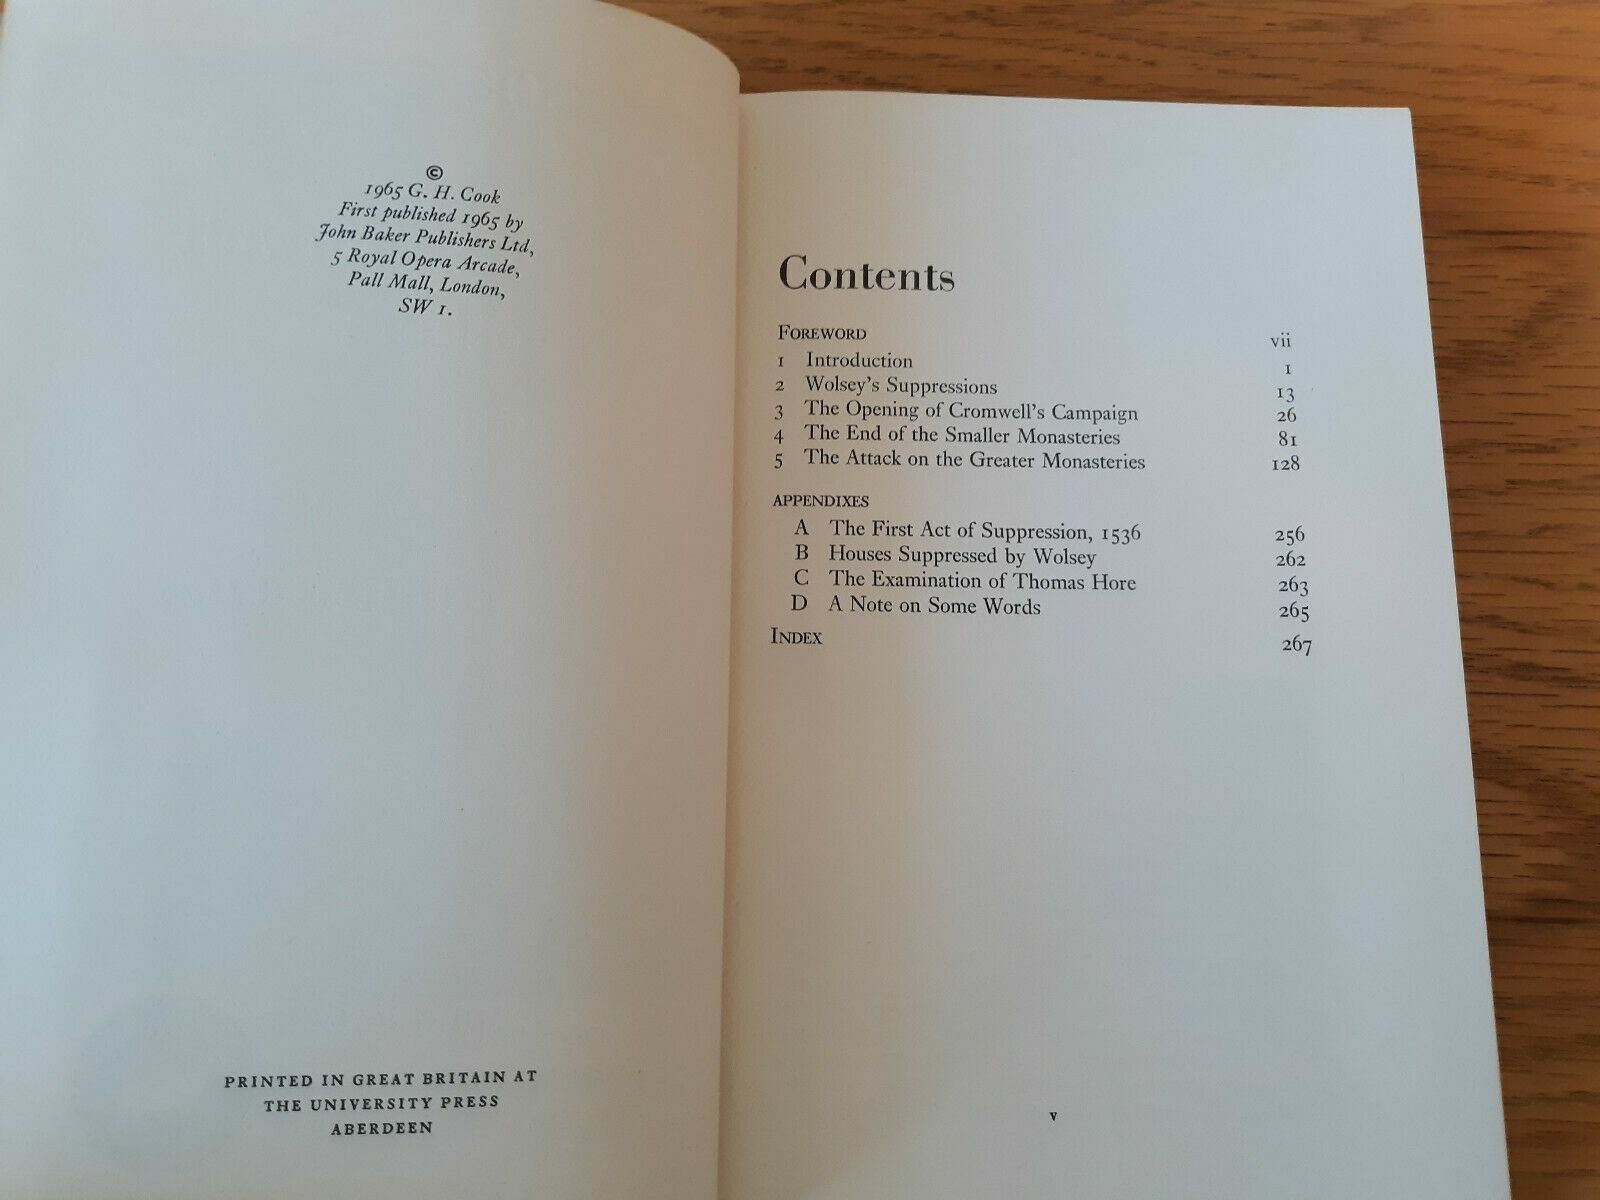 ©
1965 G. H. Cook
First published 1965 by
John Baker Publishers Ltd,
5 Royal Opera Arcade,
Pall Mall, London,
SW 1.
PRINTED IN GREAT BRITAIN AT
THE UNIVERSITY PRESS
ABERDEEN
Contents
FOREWORD vii
1 Introduction 1
2 Wolsey's Suppressions 13
3 The Opening of Cromwell's Campaign 26
4 The End of the Smaller Monasteries 81
5 The Attack on the Greater Monasteries 128
APPENDIXES
A The First Act of Suppression, 1536 256
B Houses Suppressed by Wolsey 262
C The Examination of Thomas Hore 263
D A Note on Some Words 265
INDEX 267
v